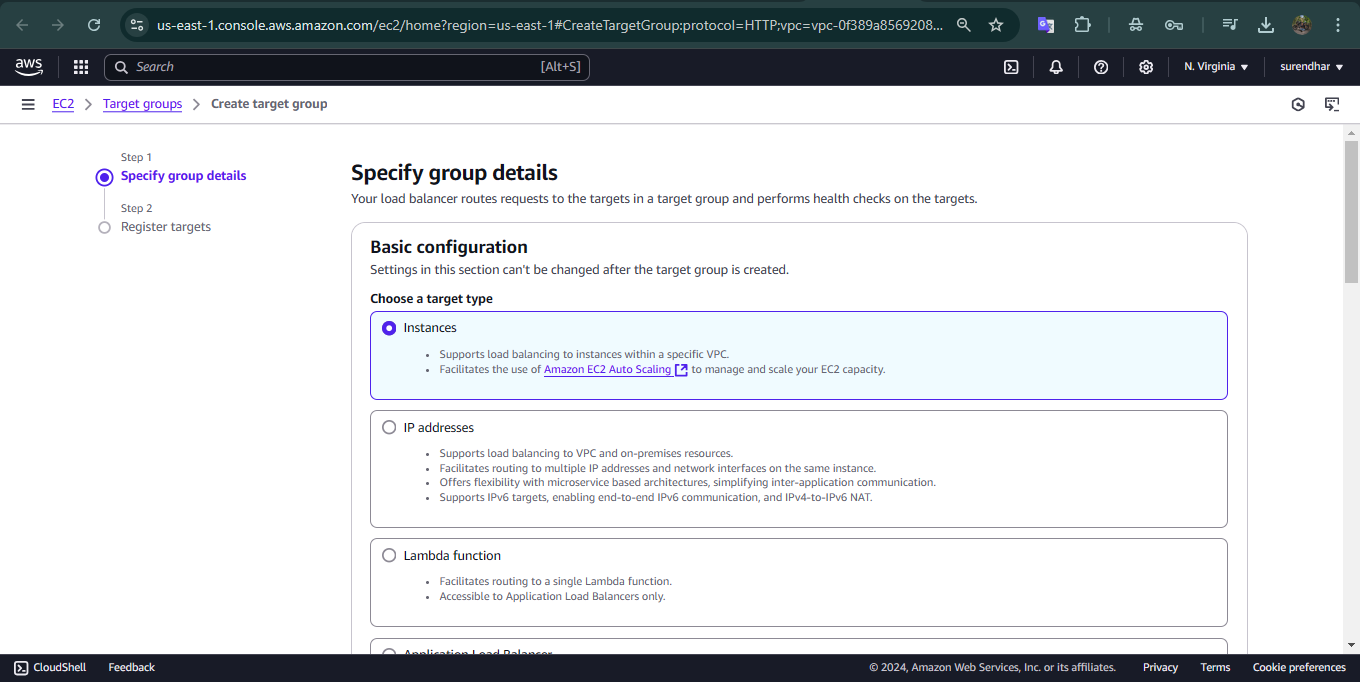 us-east-1.console.aws.amazon.com/ec2/home?region=us-east-1#CreateTargetGroup:protocol=HTTP;vpc=vpc-0f389a8569208...
aws
Search
[Alt+S]
N. Virginia
surendhar
EC2
Target groups
Create target group
Step 1
Specify group details
Step 2
Register targets
Specify group details
Your load balancer routes requests to the targets in a target group and performs health checks on the targets.
Basic configuration
Settings in this section can't be changed after the target group is created.
Choose a target type
Instances
• Supports load balancing to instances within a specific VPC.
• Facilitates the use of Amazon EC2 Auto Scaling to manage and scale your EC2 capacity.
IP addresses
• Supports load balancing to VPC and on-premises resources.
• Facilitates routing to multiple IP addresses and network interfaces on the same instance.
• Offers flexibility with microservice based architectures, simplifying inter-application communication.
• Supports IPv6 targets, enabling end-to-end IPv6 communication, and IPv4-to-IPv6 NAT.
Lambda function
• Facilitates routing to a single Lambda function.
• Accessible to Application Load Balancers only.
Application Load Balancer
CloudShell
Feedback
© 2024, Amazon Web Services, Inc. or its affiliates.
Privacy
Terms
Cookie preferences